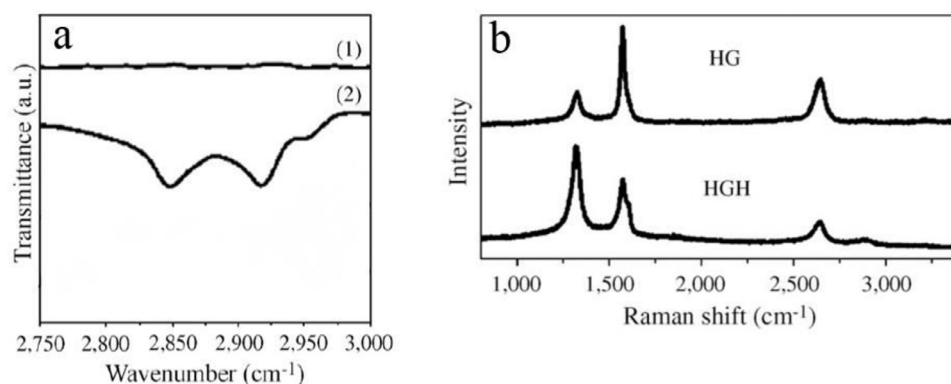 a
(1)
(2)
Transmittance (a.u.)
2,750 2,800 2,850 2,900 2,950 3,000
Wavenumber (cm-1)
b
HG
HGH
Intensity
1,000 1,500 2,000 2,500 3,000
Raman shift (cm-1)